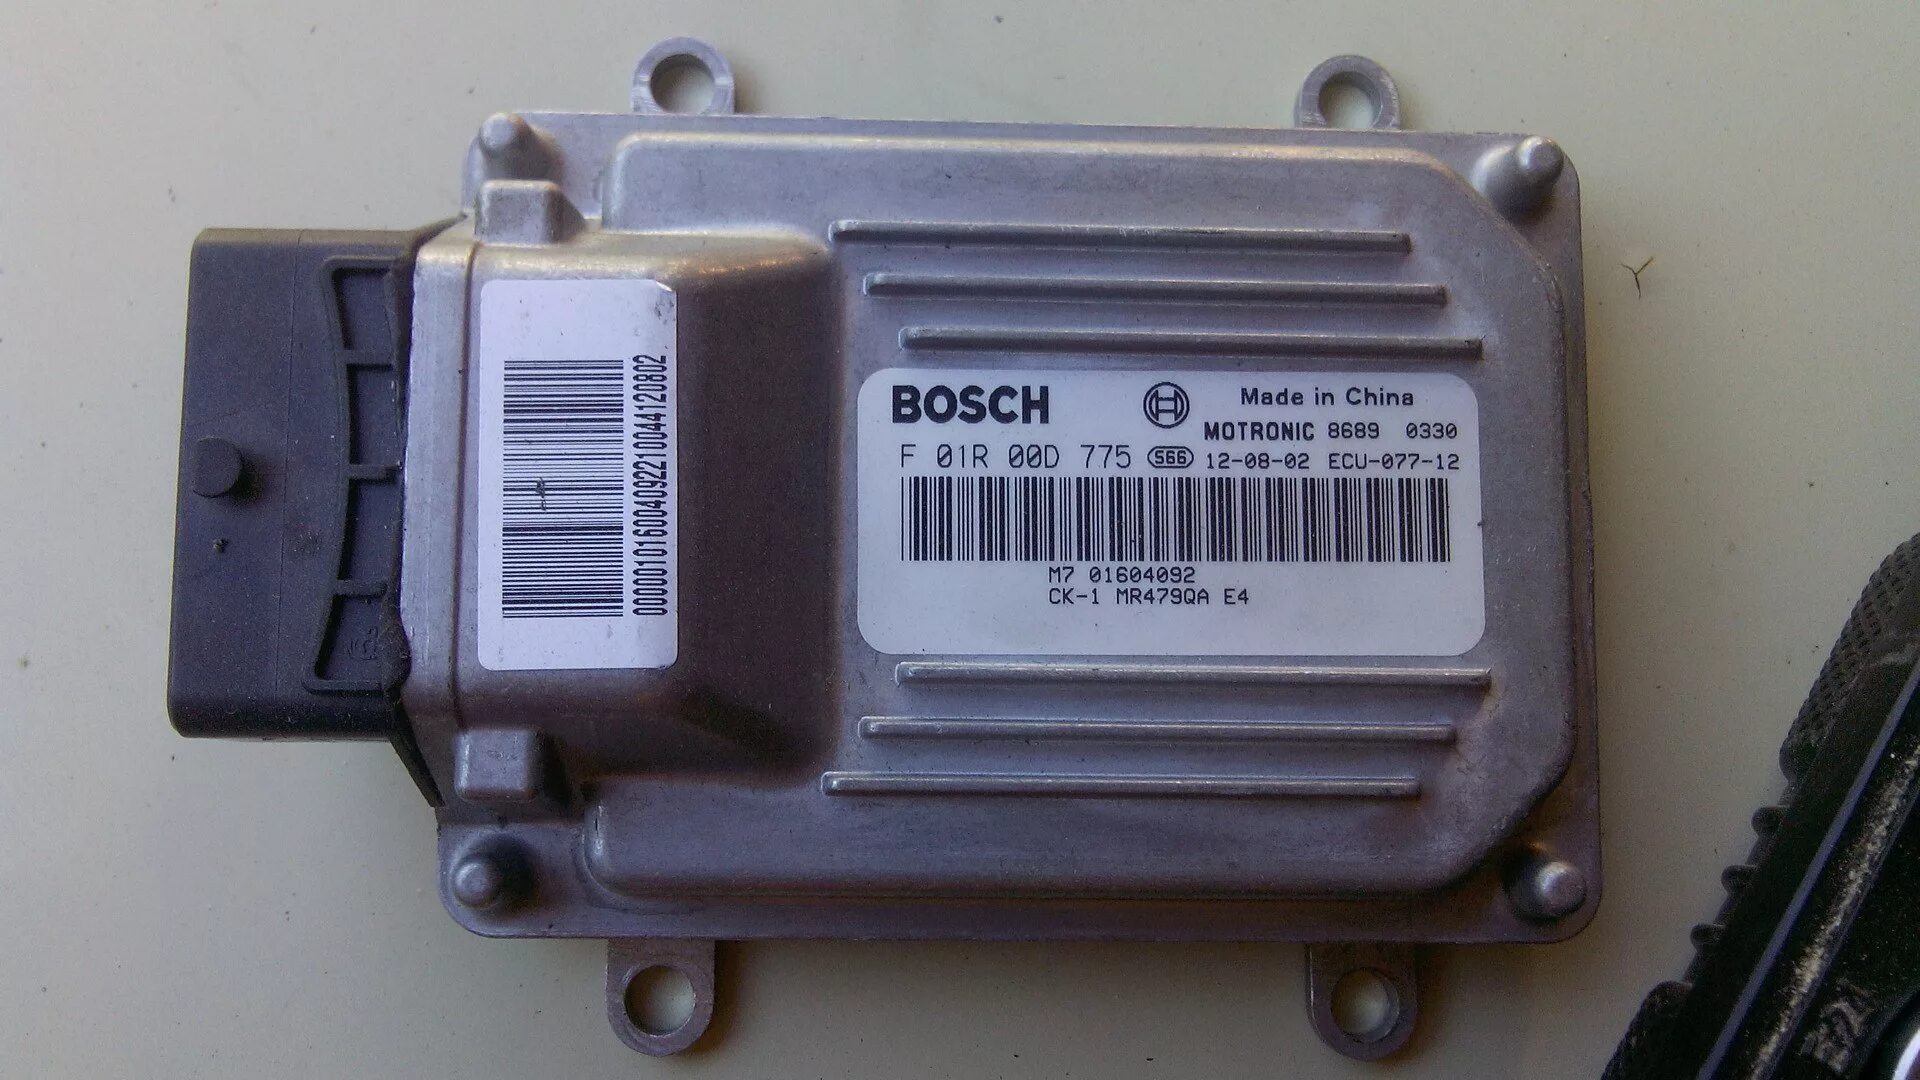 00001016004092210044120802
BOSCH
Made in China
MOTRONIC 8689 0330
F 01R 00D 775 566 12-08-02 ECU-077-12
M7 01604092
CK-1 MR479QA E4